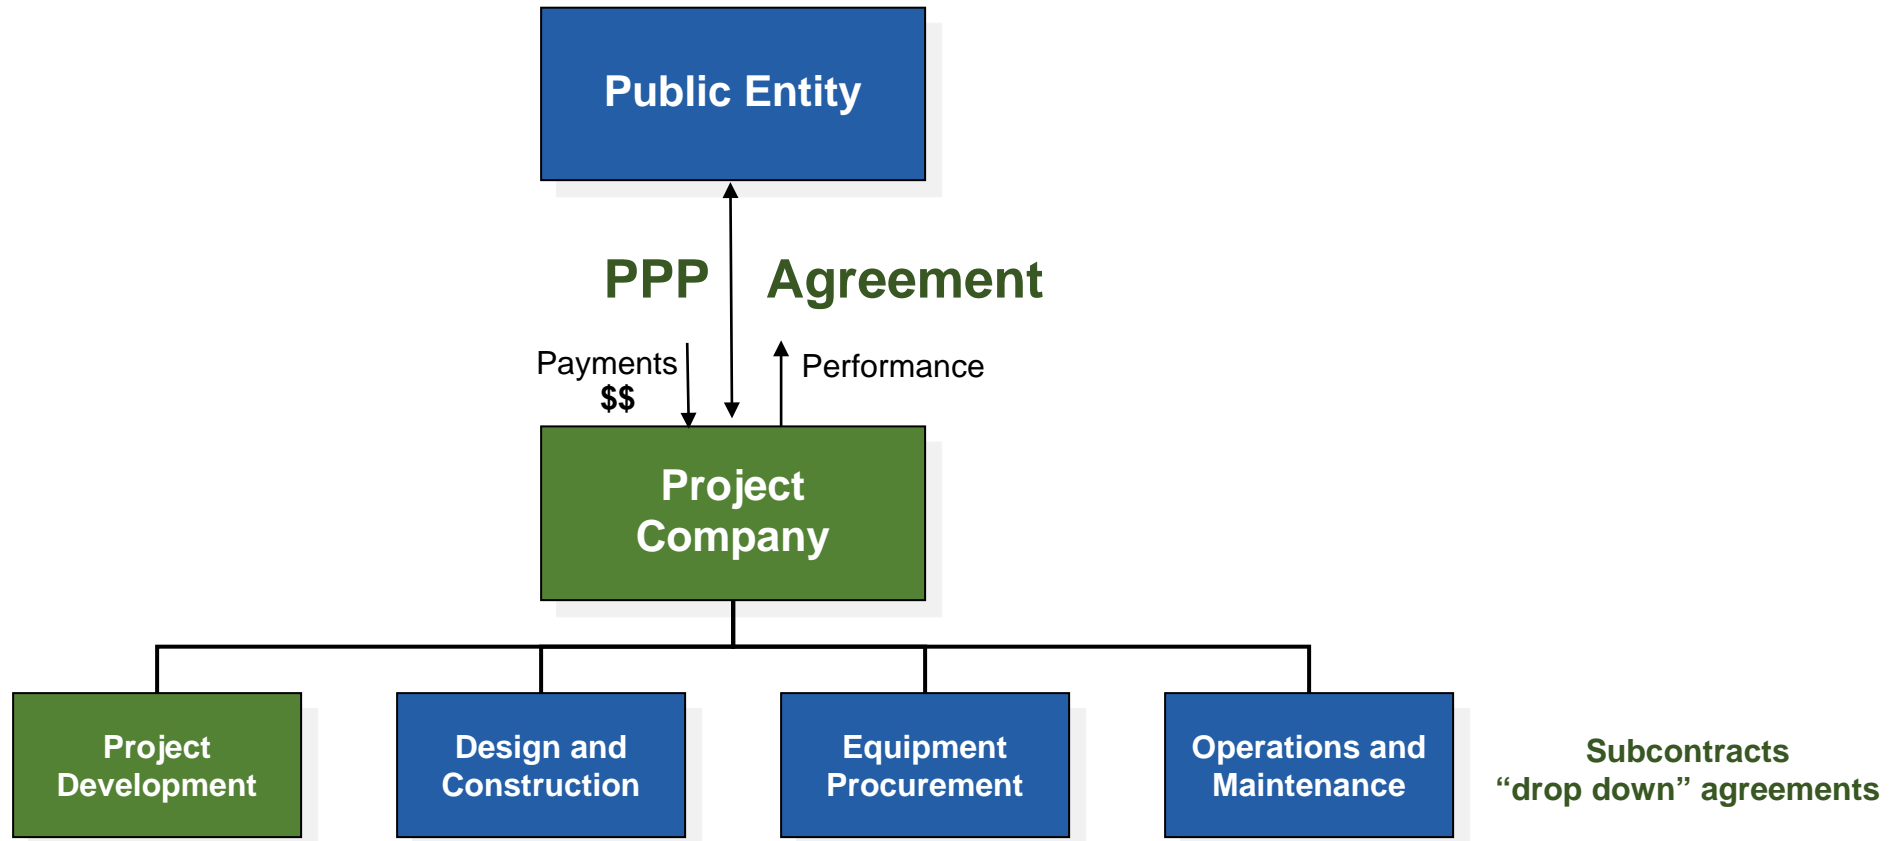 Public Entity
PPP Agreement
Payments
$$
Performance
Project
Company
Project
Development
Design and
Construction
Equipment
Procurement
Operations and
Maintenance
Subcontracts
“drop down” agreements